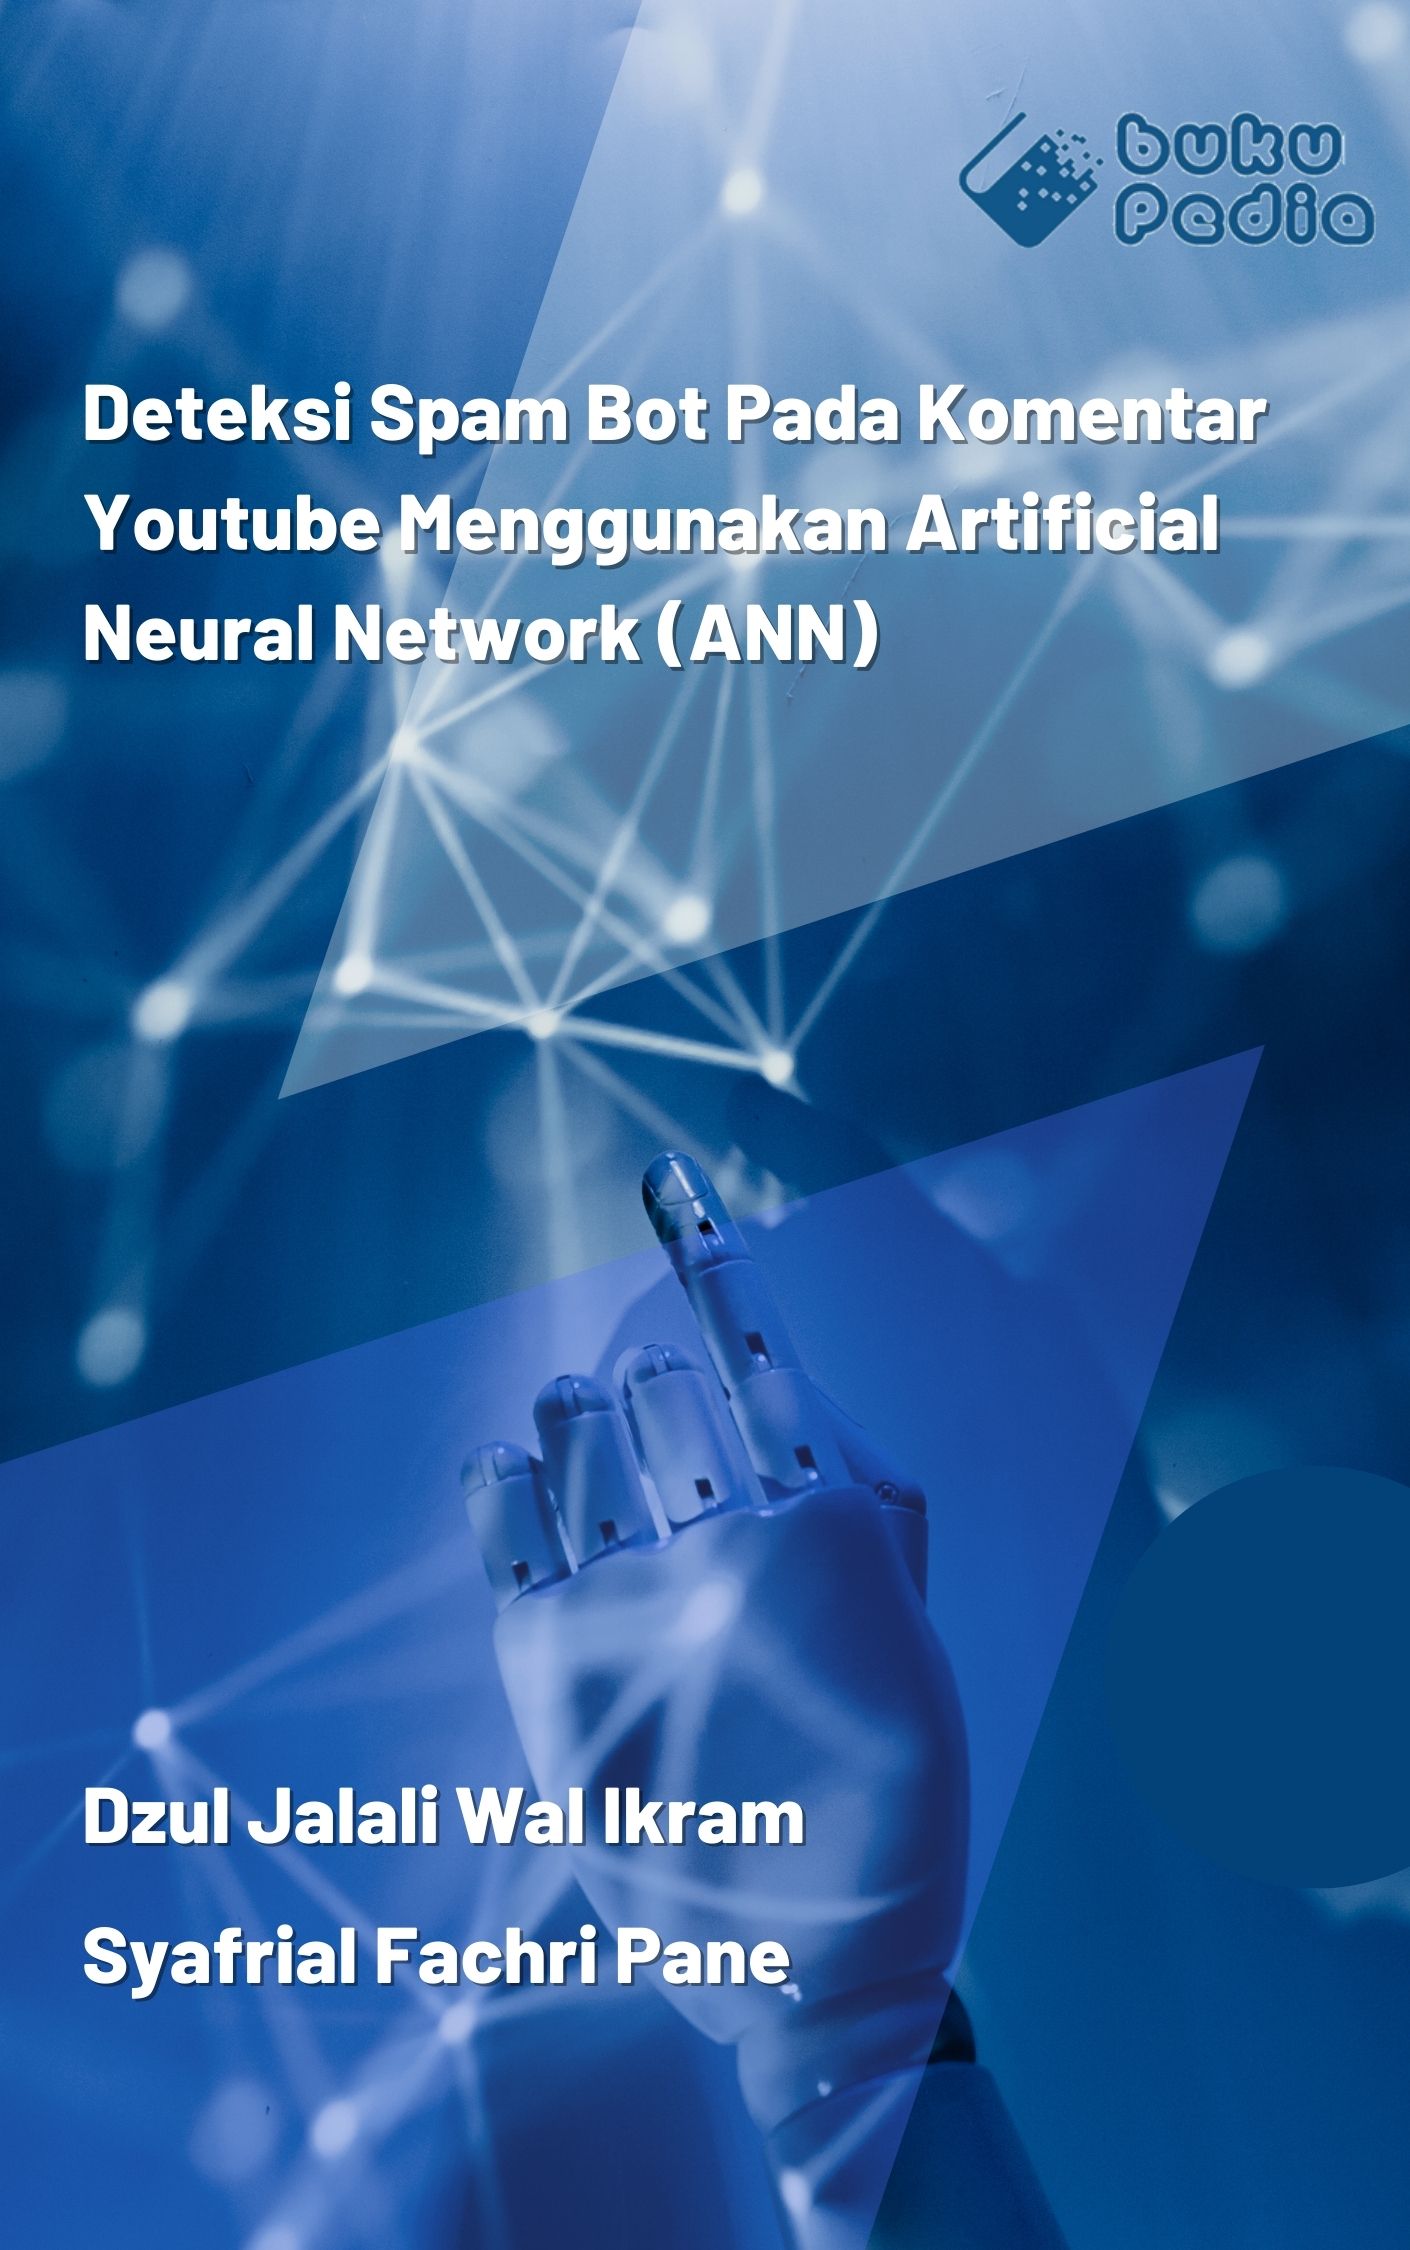 buku
Pedia
Deteksi Spam Bot Pada Komentar
Youtube Menggunakan Artificial
Neural Network (ANN)
Dzul Jalali Wal Ikram
Syafrial Fachri Pane